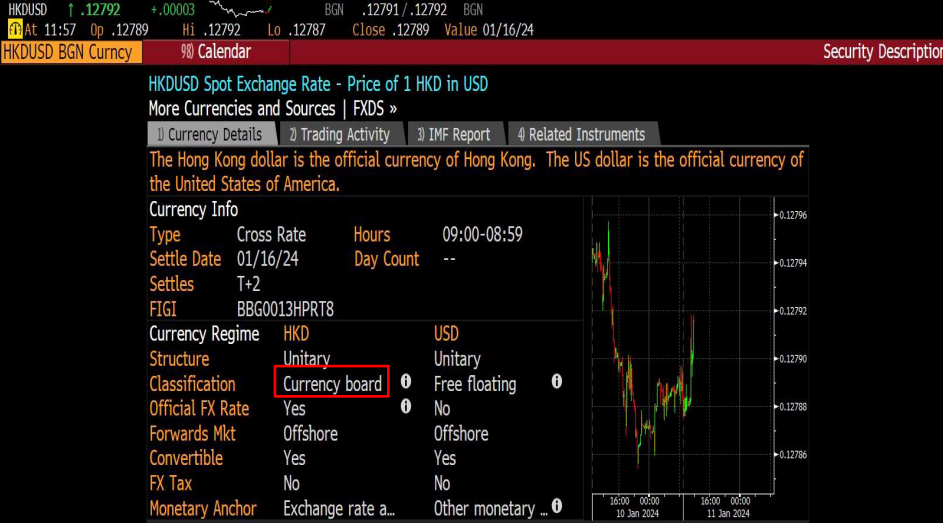 HKDUSD ↑ .12792 +.00003 BGN .12791/.12792 BGN
At 11:57 Op .12789 Hi .12792 Lo .12787 Close .12789 Value 01/16/24
HKDUSD BGN Curncy 98) Calendar Security Description
HKDUSD Spot Exchange Rate - Price of 1 HKD in USD
More Currencies and Sources | FXDS »
1) Currency Details 2) Trading Activity 3) IMF Report 4) Related Instruments
The Hong Kong dollar is the official currency of Hong Kong. The US dollar is the official currency of
the United States of America.
Currency Info
Type Cross Rate Hours 09:00-08:59
Settle Date 01/16/24 Day Count --
Settles T+2
FIGI BBG0013HPRT8
Currency Regime HKD USD
Structure Unitary Unitary
Classification Currency board Free floating
Official FX Rate Yes No
Forwards Mkt Offshore Offshore
Convertible Yes Yes
FX Tax No No
Monetary Anchor Exchange rate a... Other monetary ...
0.12796
0.12794
0.12792
0.12790
0.12788
0.12786
16:00 00:00 16:00 00:00
10 Jan 2024 11 Jan 2024